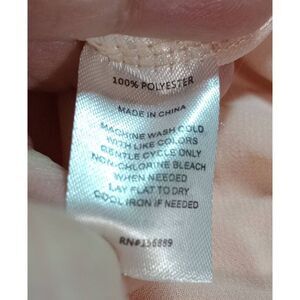 100% POLYESTER
MADE IN CHINA
MACHINE WASH COLD
WITH LIKE COLORS
GENTLE CYCLE ONLY
NON-CHLORINE BLEACH
WHEN NEEDED
LAY FLAT TO DRY
COOL IRON IF NEEDED
RN#156889